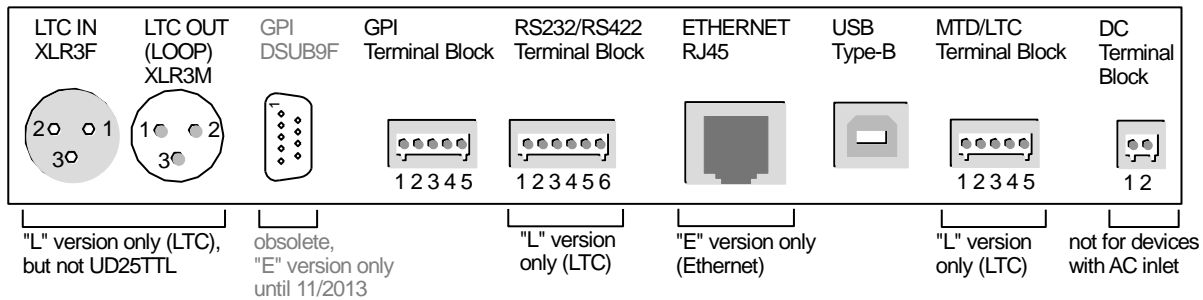 LTC IN
XLR3F
LTC OUT
(LOOP)
XLR3M
GPI
DSUB9F
GPI
Terminal Block
RS232/RS422
Terminal Block
ETHERNET
RJ45
USB
Type-B
MTD/LTC
Terminal Block
DC
Terminal
Block
2 1
3
1 2
3
1
1 2 3 4 5
1 2 3 4 5 6
1 2 3 4 5
1 2
"L" version only (LTC),
but not UD25TTL
obsolete,
"E" version only
until 11/2013
"L" version
only (LTC)
"E" version only
(Ethernet)
"L" version
only (LTC)
not for devices
with AC inlet